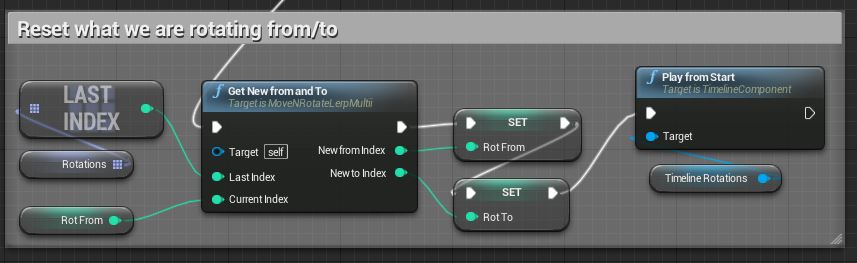 Reset what we are rotating from/to
LAST
INDEX
Rotations
Rot From
Get New from and To
Target is MoveNRotateLerpMultii
Target self
Last Index
Current Index
New from Index
New to Index
SET
Rot From
SET
Rot To
Play from Start
Target is TimelineComponent
Target
Timeline Rotations